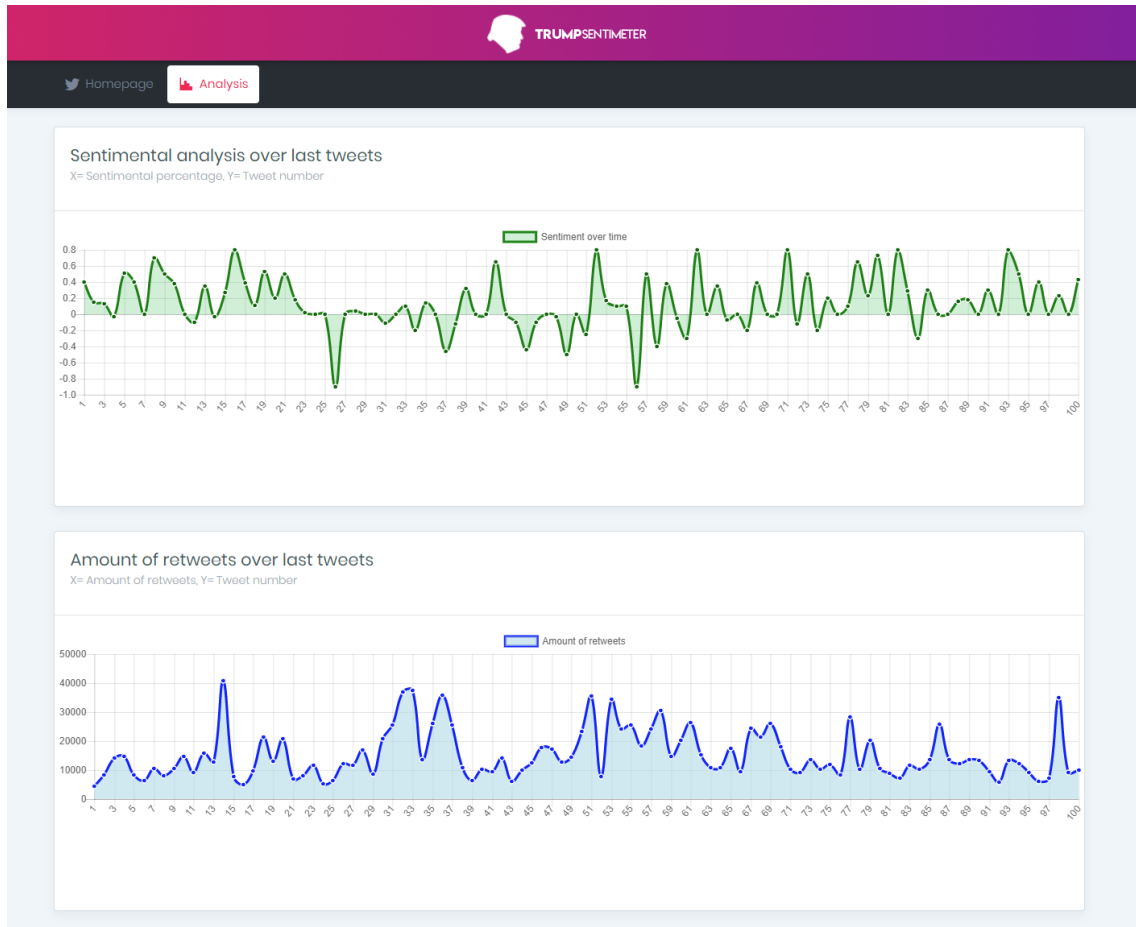 TRUMPSENTIMETER
Homepage Analysis
Sentimental analysis over last tweets
X= Sentimental percentage, Y= Tweet number
Sentiment over time
0.8
0.6
0.4
0.2
0
-0.2
-0.4
-0.6
-0.8
-1.0
1 3 5 7 9 11 13 15 17 19 21 23 25 27 29 31 33 35 37 39 41 43 45 47 49 51 53 55 57 59 61 63 65 67 69 71 73 75 77 79 81 83 85 87 89 91 93 95 97 100
Amount of retweets over last tweets
X= Amount of retweets, Y= Tweet number
Amount of retweets
50000
40000
30000
20000
10000
0
1 3 5 7 9 11 13 15 17 19 21 23 25 27 29 31 33 35 37 39 41 43 45 47 49 51 53 55 57 59 61 63 65 67 69 71 73 75 77 79 81 83 85 87 89 91 93 95 97 100